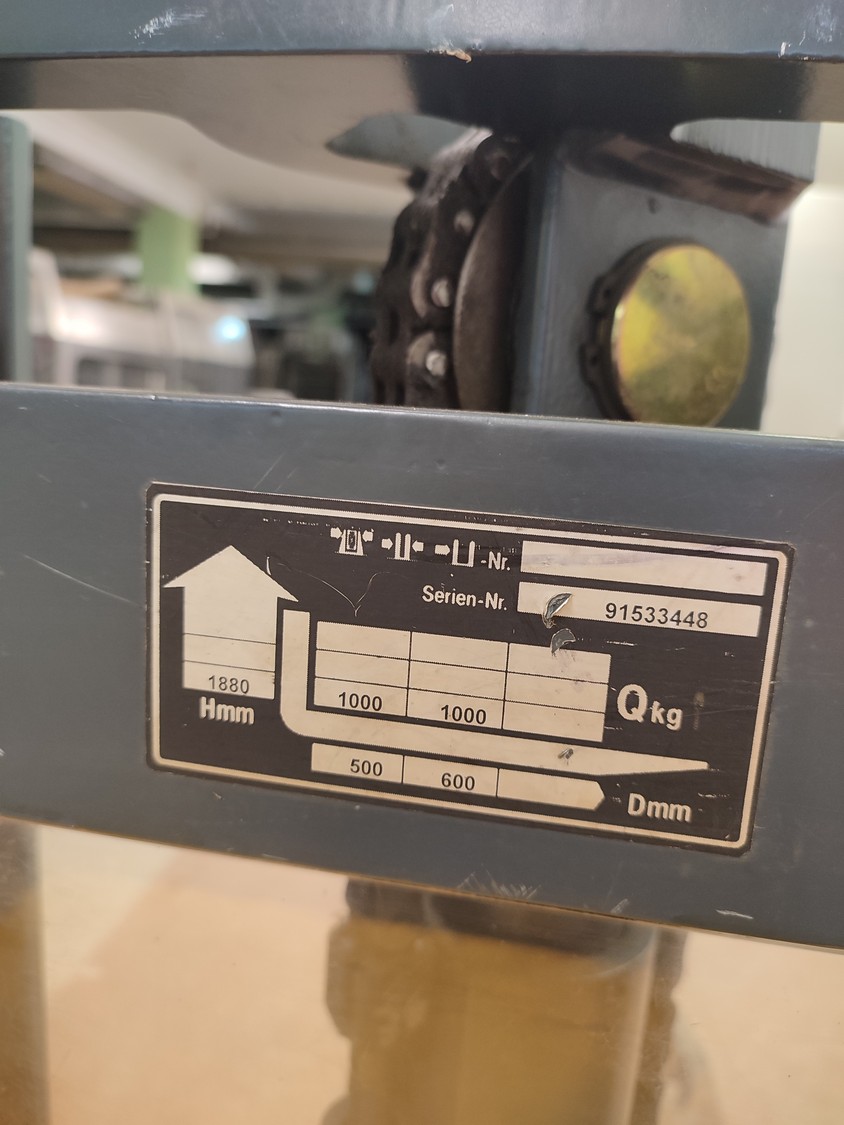 -Nr.
Serien-Nr. 91533448
1880
Hmm
1000 1000
Qkg
500 600
Dmm